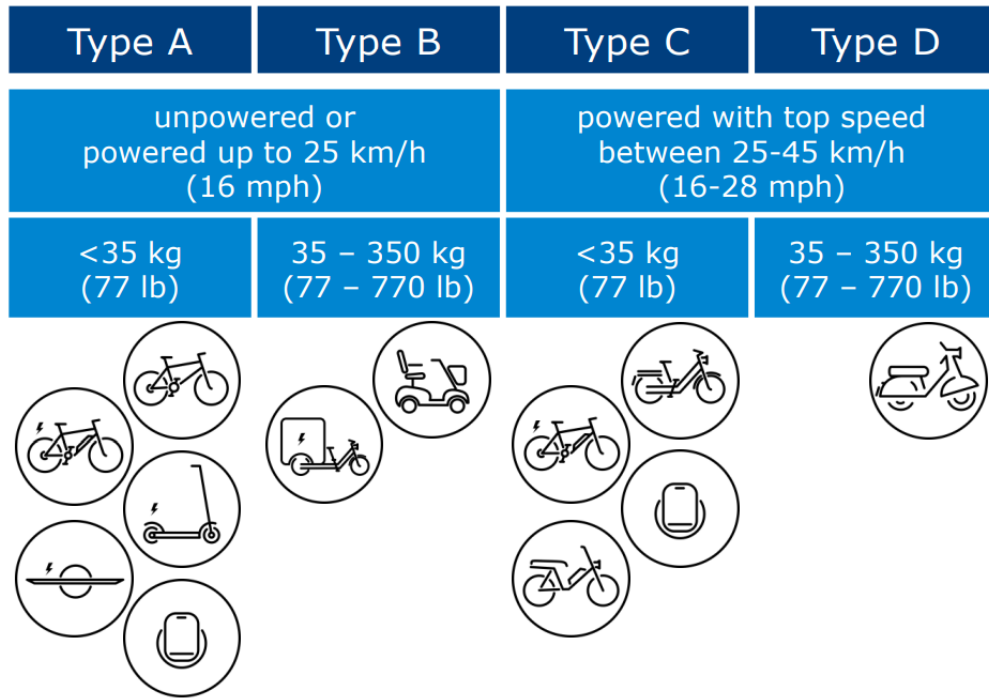 Type A
Type B
Type C
Type D
unpowered or
powered up to 25 km/h
(16 mph)
powered with top speed
between 25-45 km/h
(16-28 mph)
<35 kg
(77 lb)
35 – 350 kg
(77 – 770 lb)
<35 kg
(77 lb)
35 – 350 kg
(77 – 770 lb)